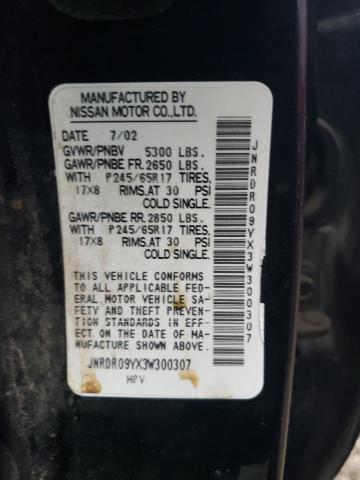 MANUFACTURED BY
NISSAN MOTOR CO.,LTD.
DATE 7/02
GVWR/PNBV 5300 LBS.
GAWR/PNBE FR.2650 LBS.
WITH P245/65R17 TIRES,
17X8 RIMS,AT 30 PSI
COLD SINGLE.
GAWR/PNBE RR.2850 LBS.
WITH P245/65R17 TIRES,
17X8 RIMS,AT 30 PSI
COLD SINGLE.
THIS VEHICLE CONFORMS
TO ALL APPLICABLE FED-
ERAL MOTOR VEHICLE SA-
FETY AND THEFT PREVENTION
STANDARDS IN EFF-
ECT ON THE DATE OF MA-
NUFACTURE SHOWN ABOVE.
JNRDR09YX3W300307
MPV
JNRDR09YX3W300307